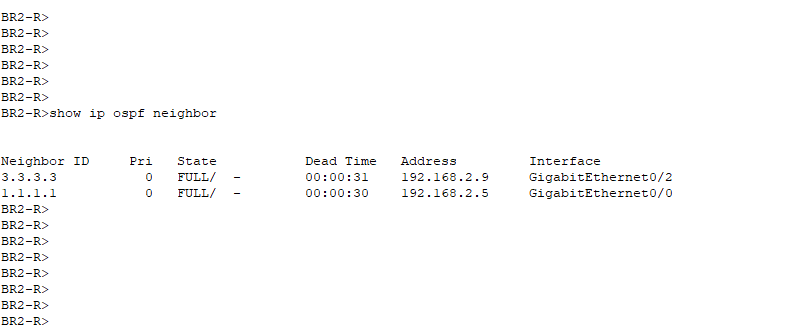 BR2-R>
BR2-R>
BR2-R>
BR2-R>
BR2-R>
BR2-R>
BR2-R>show ip ospf neighbor
Neighbor ID     Pri   State           Dead Time   Address         Interface
3.3.3.3           0   FULL/  -        00:00:31    192.168.2.9     GigabitEthernet0/2
1.1.1.1           0   FULL/  -        00:00:30    192.168.2.5     GigabitEthernet0/0
BR2-R>
BR2-R>
BR2-R>
BR2-R>
BR2-R>
BR2-R>
BR2-R>
BR2-R>